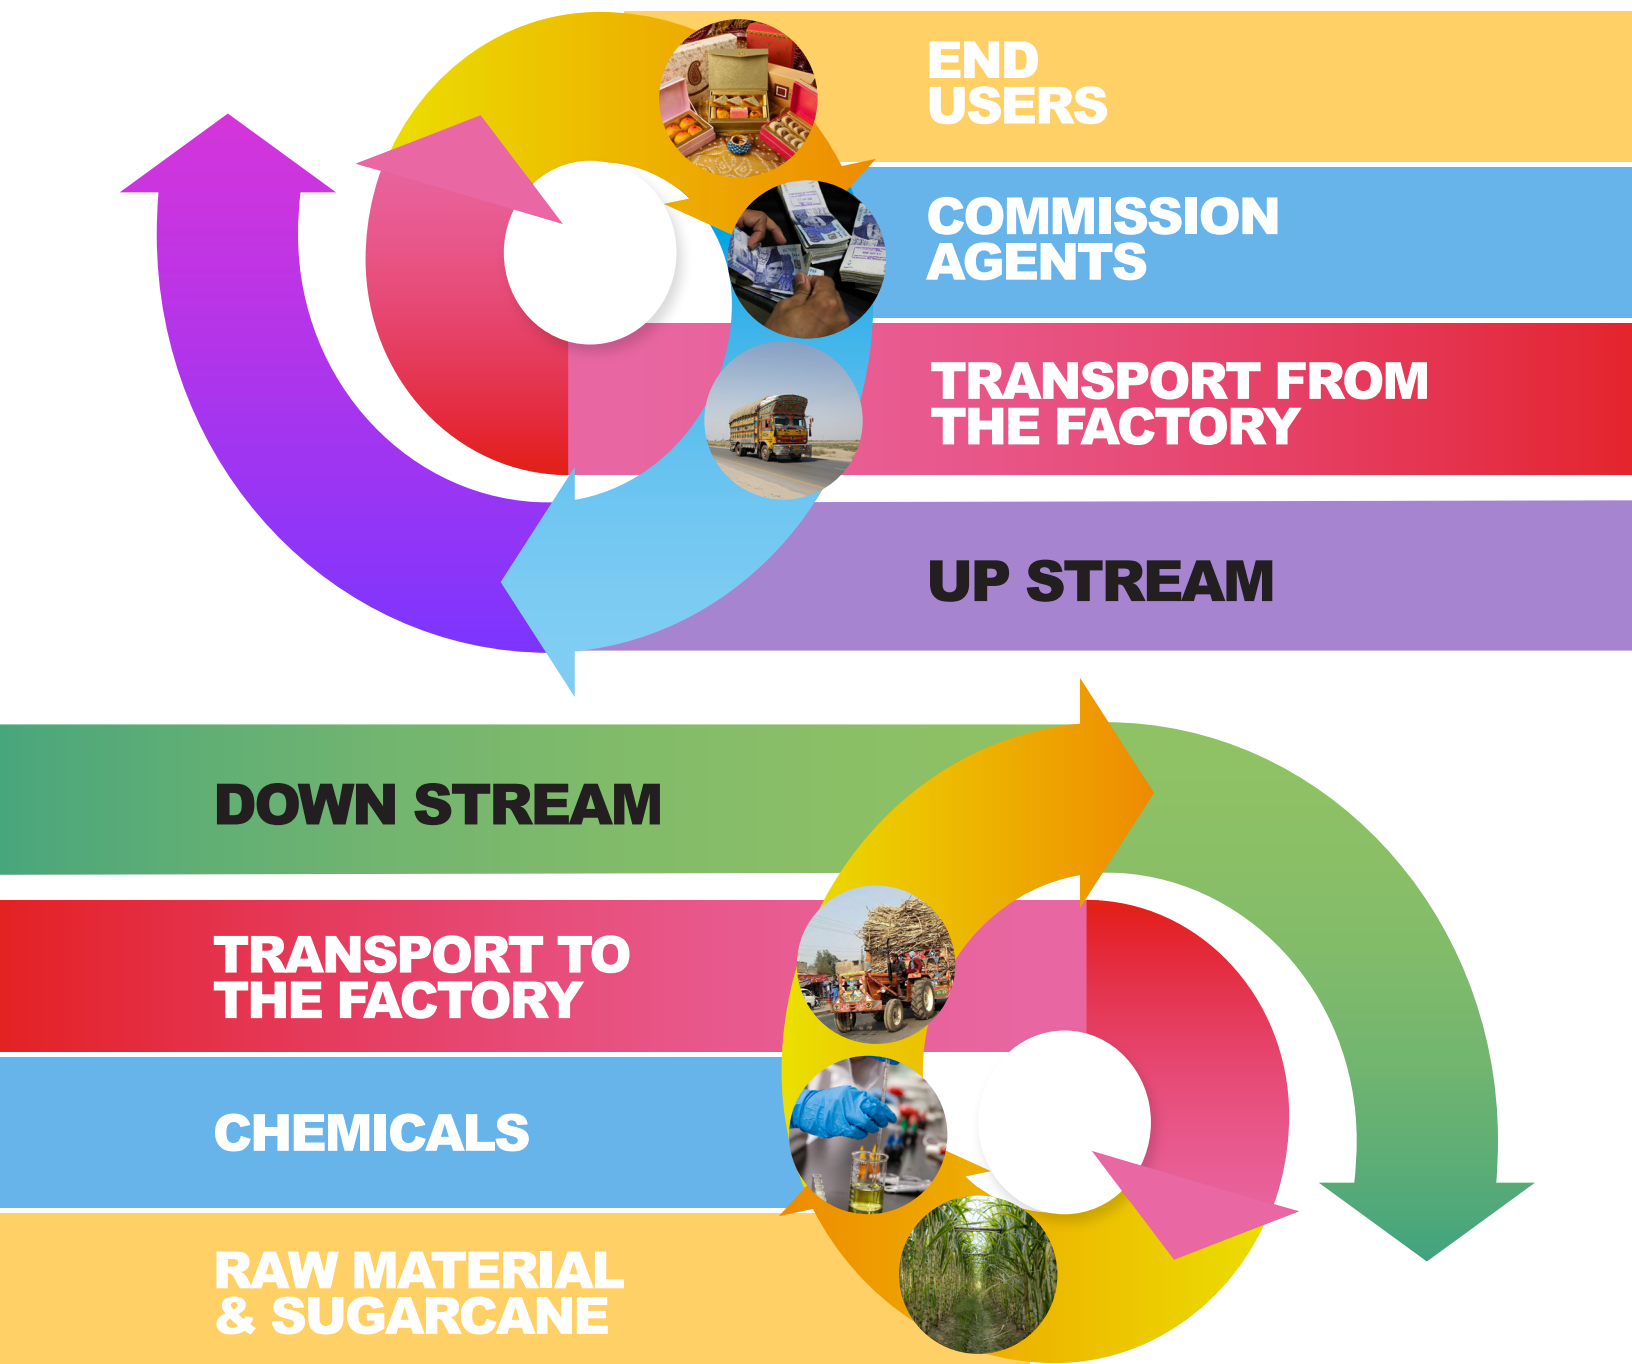 END
USERS
COMMISSION
AGENTS
TRANSPORT FROM
THE FACTORY
UP STREAM
DOWN STREAM
TRANSPORT TO
THE FACTORY
CHEMICALS
RAW MATERIAL
& SUGARCANE